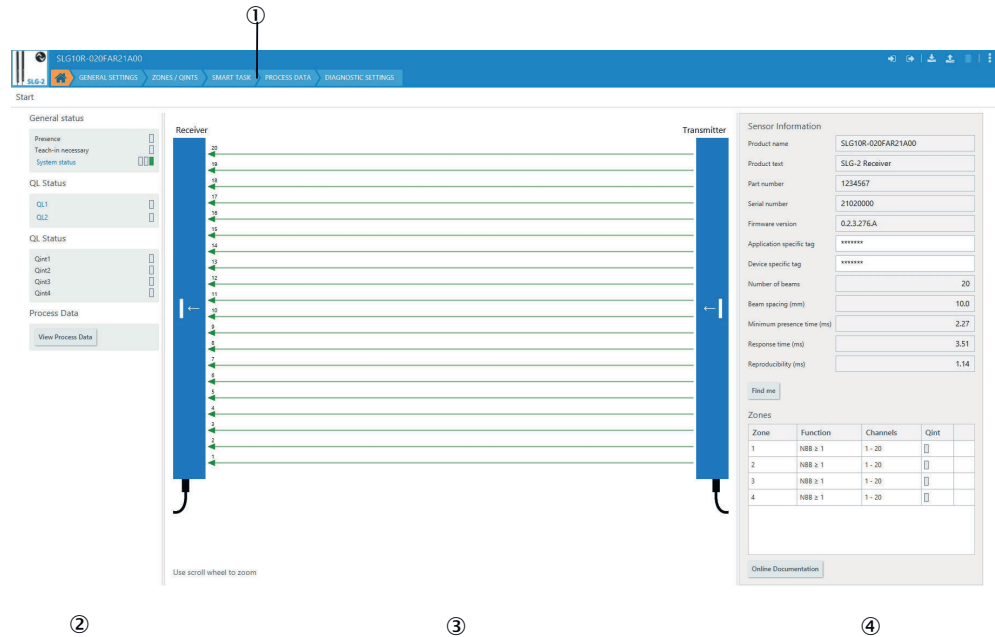 ①
SLG10R-020FAR21A00
SLG-2
GENERAL SETTINGS
ZONES / QINTS
SMART TASK
PROCESS DATA
DIAGNOSTIC SETTINGS
Start
General status
Presence
Teach-in necessary
System status
QL Status
QL1
QL2
QL Status
Qint1
Qint2
Qint3
Qint4
Process Data
View Process Data
Receiver
Transmitter
20
19
18
17
16
15
14
13
12
11
10
9
8
7
6
5
4
3
2
1
Use scroll wheel to zoom
Sensor Information
Product name SLG10R-020FAR21A00
Product text SLG-2 Receiver
Part number 1234567
Serial number 21020000
Firmware version 0.2.3.276.A
Application specific tag *******
Device specific tag *******
Number of beams 20
Beam spacing (mm) 10.0
Minimum presence time (ms) 2.27
Response time (ms) 3.51
Reproducibility (ms) 1.14
Find me
Zones
Zone Function Channels Qint
1 NBB ≥ 1 1 - 20
2 NBB ≥ 1 1 - 20
3 NBB ≥ 1 1 - 20
4 NBB ≥ 1 1 - 20
Online Documentation
② ③ ④